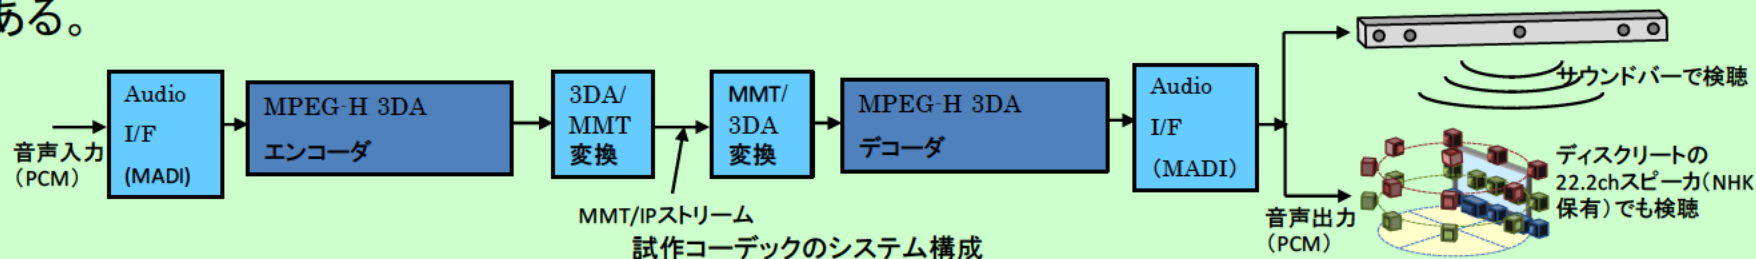 ある。
音声入力
(PCM)
Audio
I/F
(MADI)
MPEG-H 3DA
エンコーダ
3DA/
MMT
変換
MMT/IPストリーム
MMT/
3DA
変換
MPEG-H 3DA
デコーダ
Audio
I/F
(MADI)
サウンドバーで検聴
音声出力
(PCM)
ディスクリートの
22.2chスピーカ(NHK
保有)でも検聴
試作コーデックのシステム構成